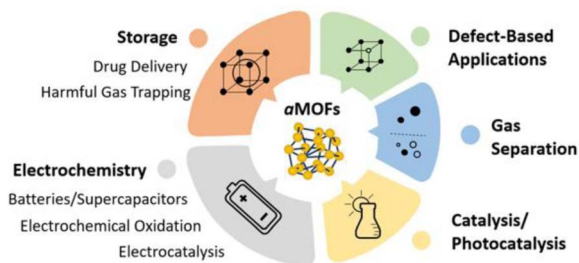 Storage
Drug Delivery
Harmful Gas Trapping
Defect-Based
Applications
aMOFs
Gas
Separation
Electrochemistry
Batteries/Supercapacitors
Electrochemical Oxidation
Electrocatalysis
Catalysis/
Photocatalysis